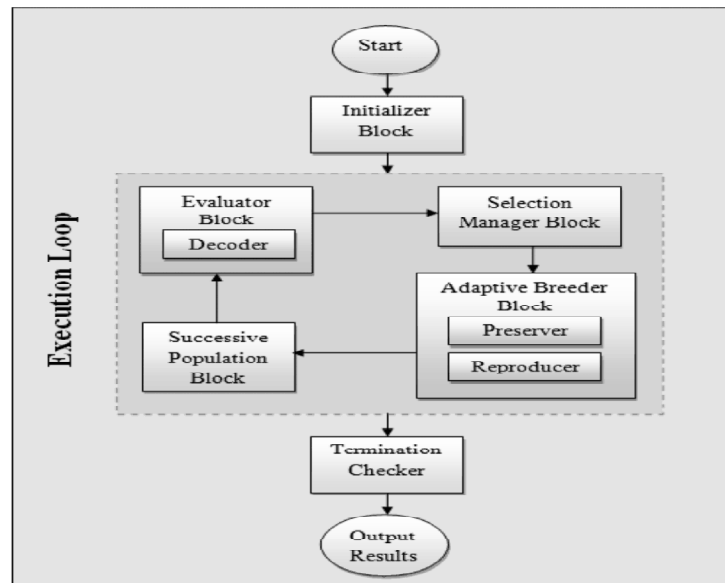 Start
Initializer
Block
Execution Loop
Evaluator
Block
Decoder
Selection
Manager Block
Adaptive Breeder
Block
Preserver
Reproducer
Successive
Population
Block
Termination
Checker
Output
Results